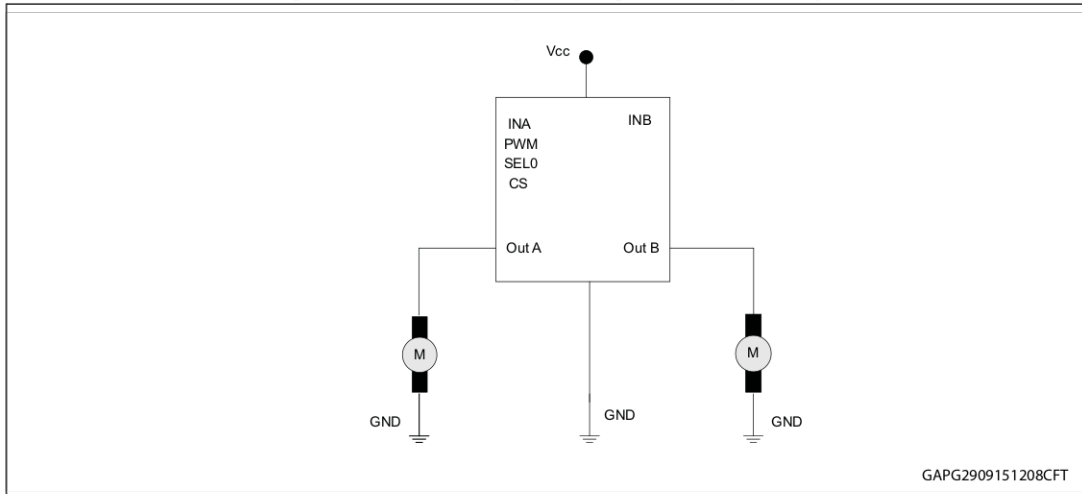 Vcc
INA INB
PWM
SEL0
CS
Out A Out B
M M
GND GND GND
GAPG2909151208CFT